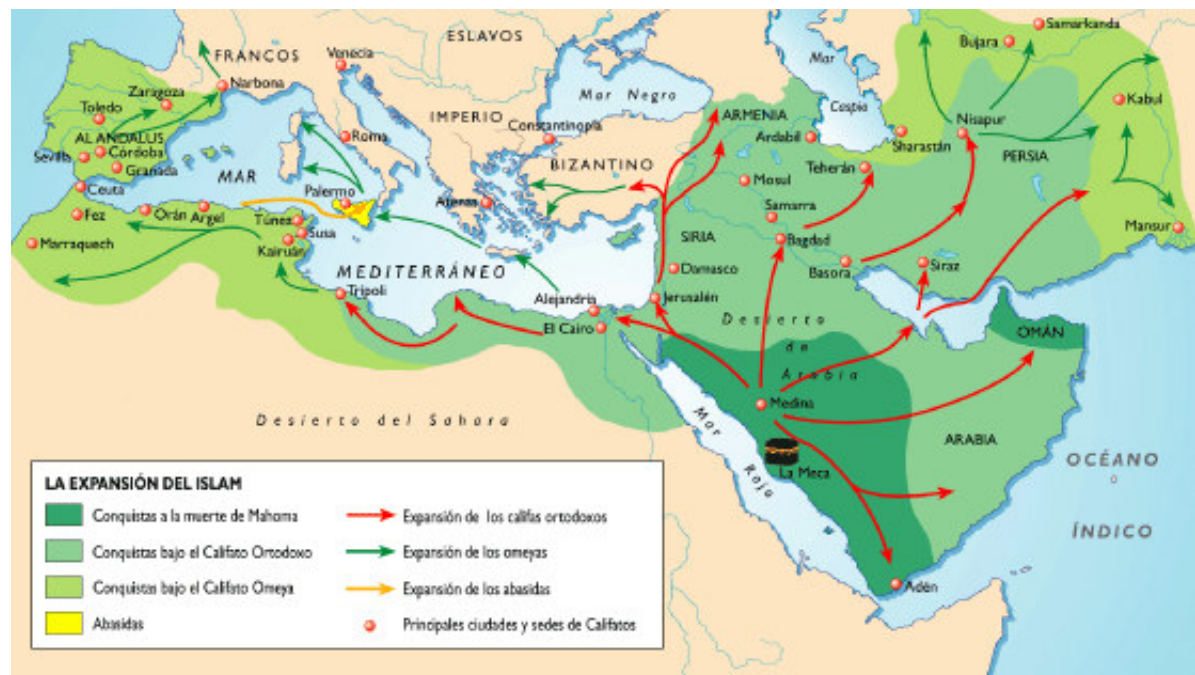 Samarkanda
ESLAVOS
Bujara
FRANCOS
Venecia
Mar
Caspio
Narbona
Zaragoza
Mar Negro
Kabul
Toledo
IMPERIO
Constantinopla
ARMENIA
Nisapur
AL ANDALUS
Roma
Ardabil
Sharastán
PERSIA
Sevilla
Córdoba
BIZANTINO
Teherán
Granada
MAR
Mosul
Ceuta
Palermo
Atenas
Samarra
Fez
Orán
Argel
Túnez
Mansur
Susa
SIRIA
Bagdad
Marraquech
Kairuán
Basora
Siraz
MEDITERRÁNEO
Damasco
Trípoli
Alejandría
Jerusalén
El Cairo
Desierto
de
Arabia
OMÁN
Medina
Desierto del Sahara
Mar Rojo
ARABIA
La Meca
OCÉANO
ÍNDICO
Adén
LA EXPANSIÓN DEL ISLAM
Conquistas a la muerte de Mahoma
Expansión de los califas ortodoxos
Conquistas bajo el Califato Ortodoxo
Expansión de los omeyas
Conquistas bajo el Califato Omeya
Expansión de los abasidas
Abasidas
Principales ciudades y sedes de Califatos